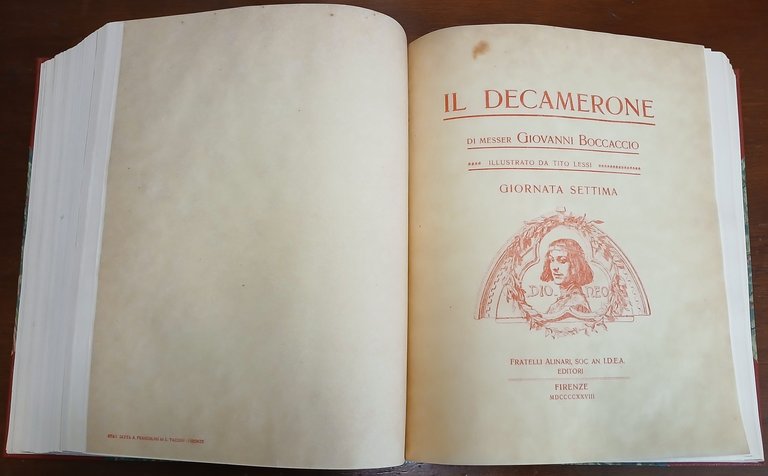 IL DECAMERONE
DI MESSER GIOVANNI BOCCACCIO
ILLUSTRATO DA TITO LESSI
GIORNATA SETTIMA
DIO NEO
FRATELLI ALINARI, SOC. AN. I.D.E.A.
EDITORI
FIRENZE
MDCCCCXXVIII